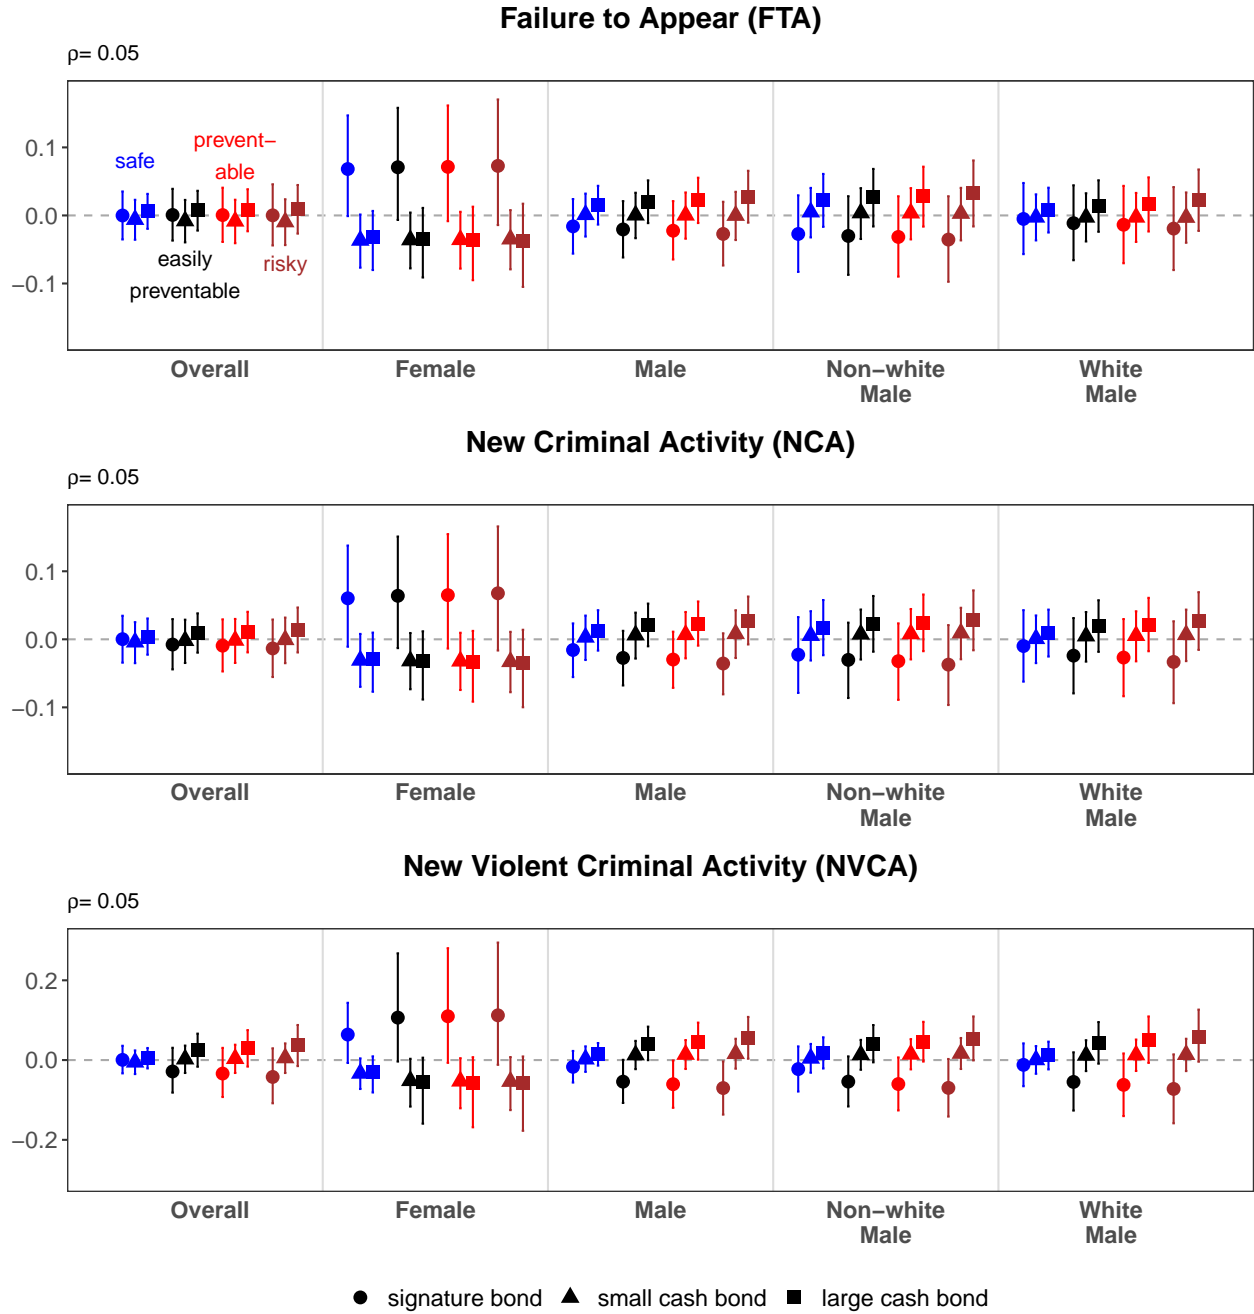 Failure to Appear (FTA)
ρ= 0.05
0.1
0.0
−0.1
safe
prevent−
able
easily
preventable
risky
Overall
Female
Male
Non−white
Male
White
Male
New Criminal Activity (NCA)
ρ= 0.05
0.1
0.0
−0.1
Overall
Female
Male
Non−white
Male
White
Male
New Violent Criminal Activity (NVCA)
ρ= 0.05
0.2
0.0
−0.2
Overall
Female
Male
Non−white
Male
White
Male
signature bond small cash bond large cash bond